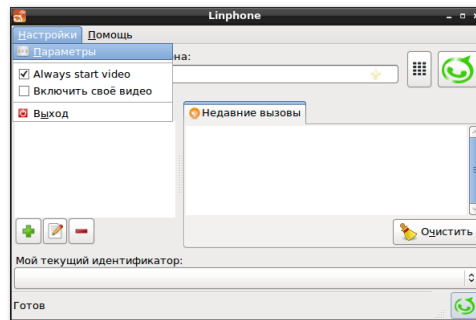 Linphone
Настройки Помощь
Параметры
на:
Always start video
Включить своё видео
Выход
Недавние вызовы
Очистить
Мой текущий идентификатор:
Готов